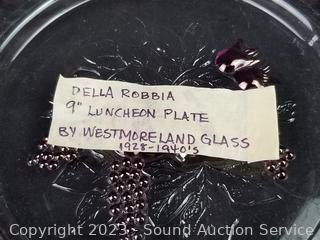 DELLA ROBBIA
9" LUNCHEON PLATE
BY WESTMORELAND GLASS
1928-1940's
Copyright 2023 - Sound Auction Service